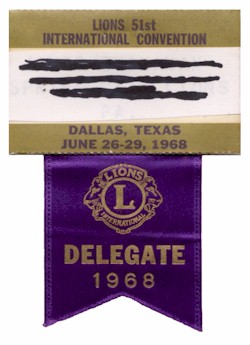 LIONS 51st
INTERNATIONAL CONVENTION
DALLAS, TEXAS
JUNE 26-29, 1968
LIONS
L
INTERNATIONAL
DELEGATE
1968